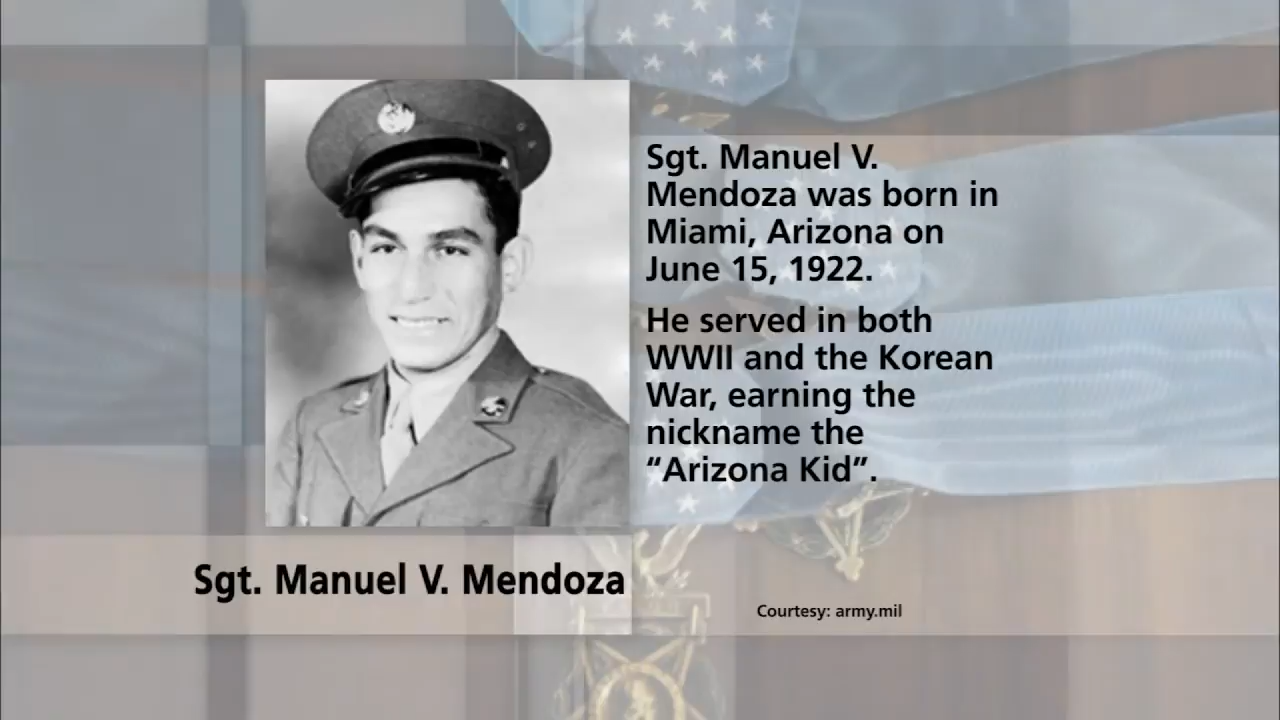 Sgt. Manuel V.
Mendoza was born in
Miami, Arizona on
June 15, 1922.
He served in both
WWII and the Korean
War, earning the
nickname the
“Arizona Kid”.
Sgt. Manuel V. Mendoza
Courtesy: army.mil